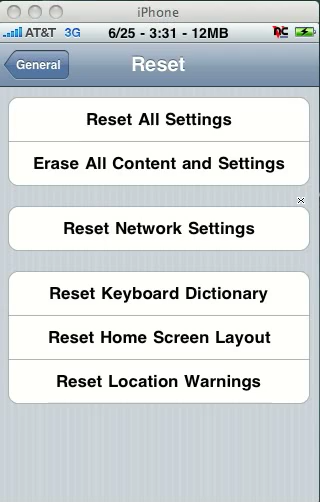 iPhone
AT&T 3G 6/25 - 3:31 - 12MB
General Reset
Reset All Settings
Erase All Content and Settings
Reset Network Settings
Reset Keyboard Dictionary
Reset Home Screen Layout
Reset Location Warnings